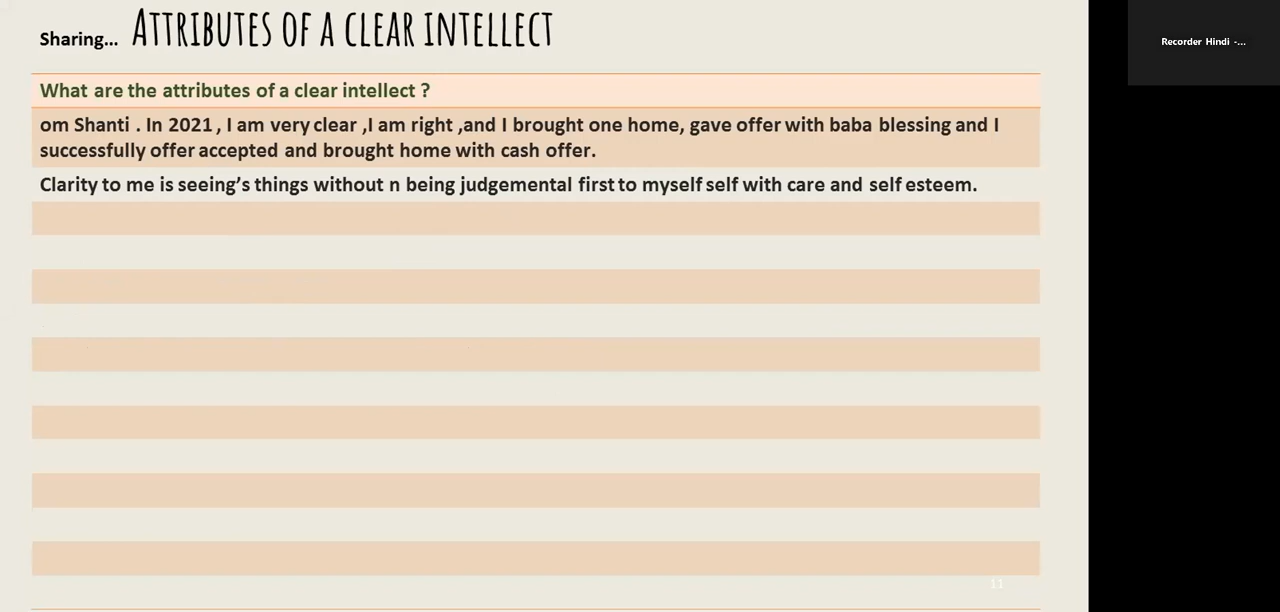 Sharing... ATTRIBUTES OF A CLEAR INTELLECT
Recorder Hindi -...
What are the attributes of a clear intellect ?
om Shanti . In 2021 , I am very clear ,I am right ,and I brought one home, gave offer with baba blessing and I
successfully offer accepted and brought home with cash offer.
Clarity to me is seeing’s things without n being judgemental first to myself self with care and self esteem.
11